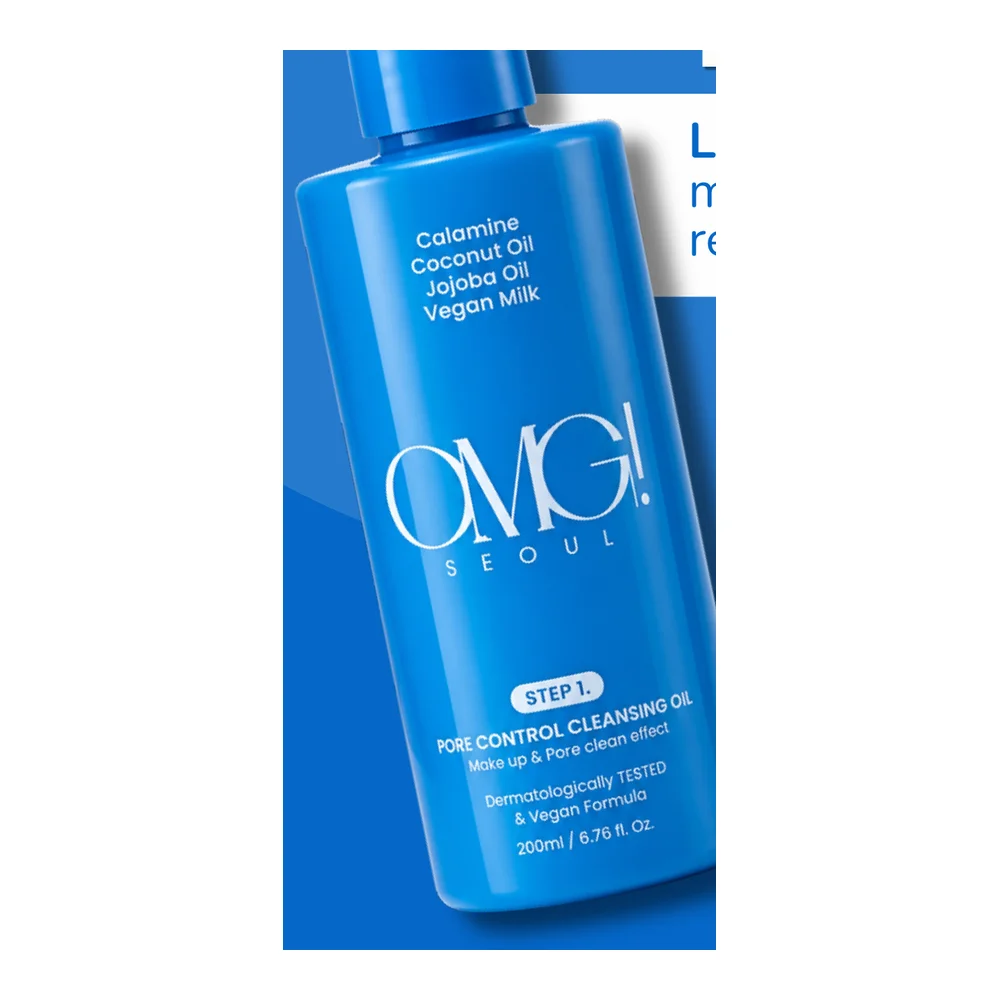 Calamine
Coconut Oil
Jojoba Oil
Vegan Milk
OMG!
SEOUL
STEP 1.
PORE CONTROL CLEANSING OIL
Make up & Pore clean effect
Dermatologically TESTED
& Vegan Formula
200ml / 6.76 fl. Oz.